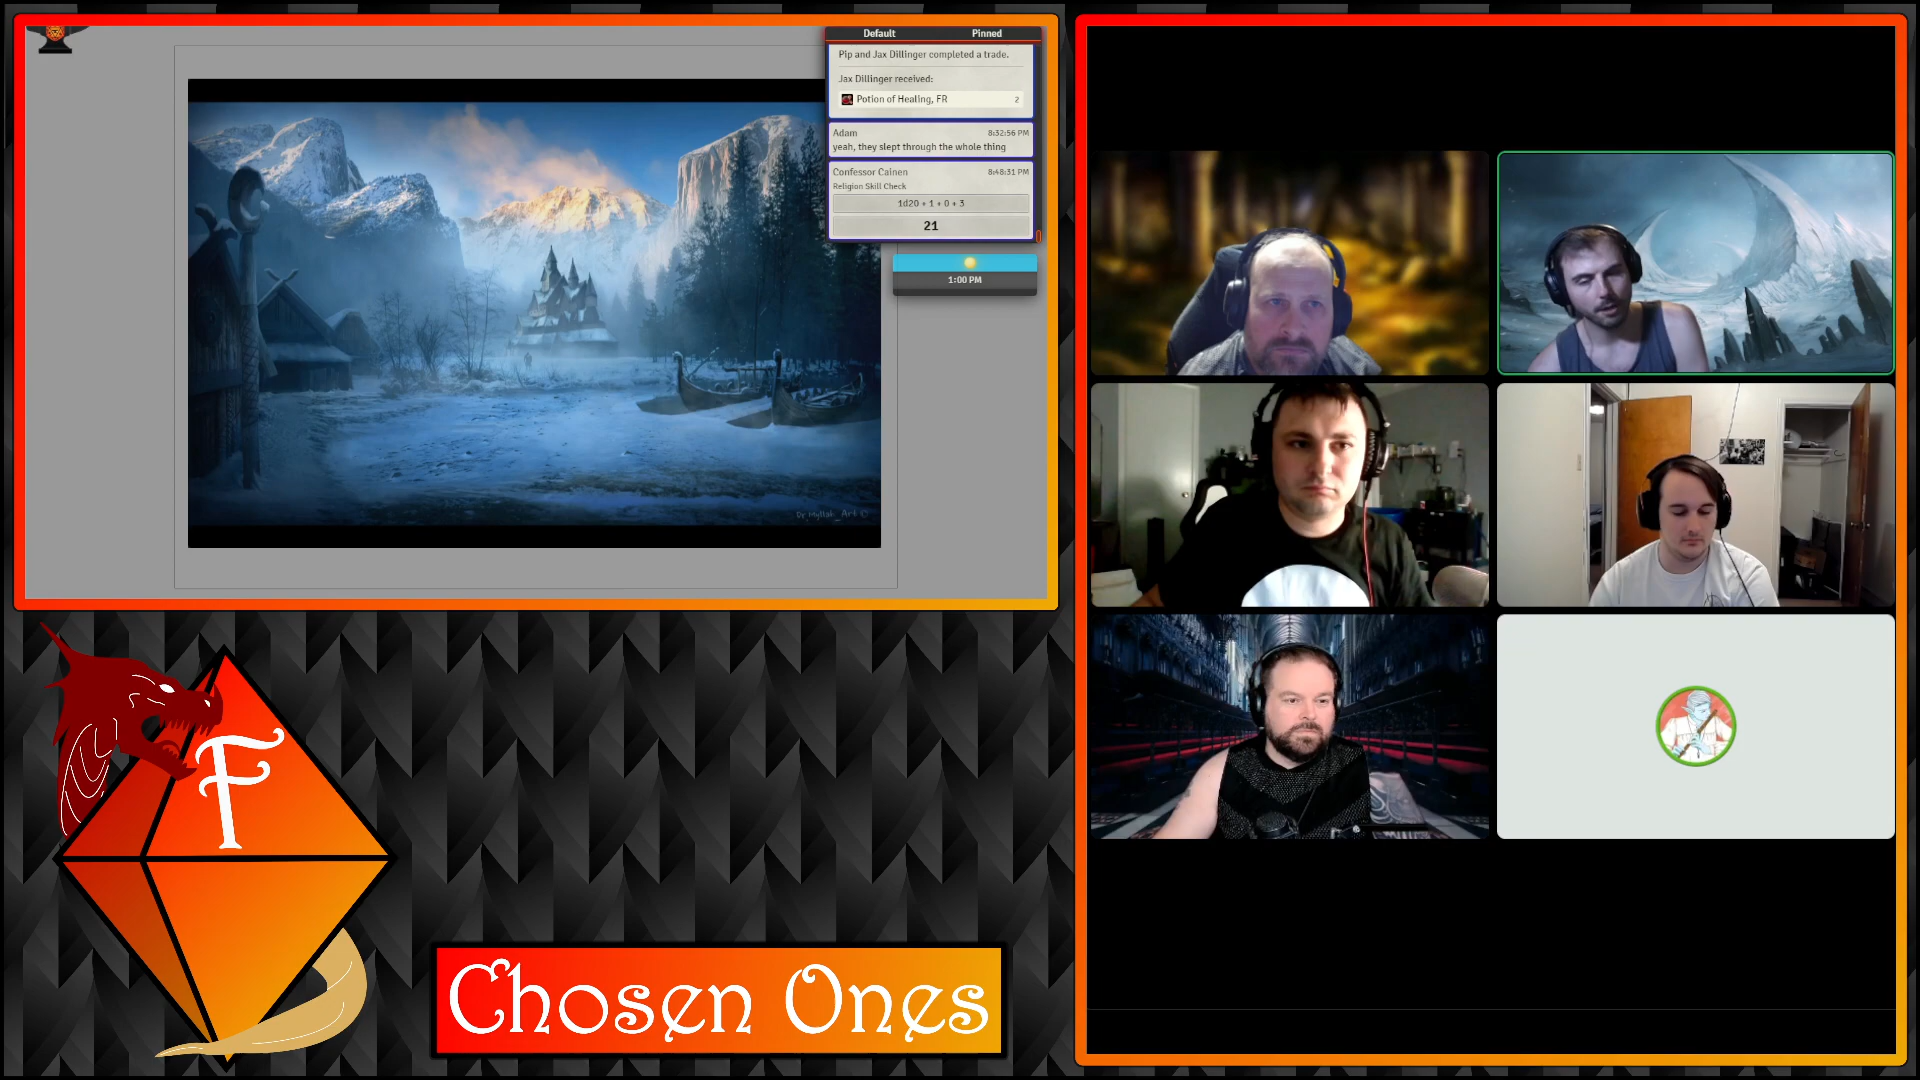 Default Pinned
Pip and Jax Dillinger completed a trade.
Jax Dillinger received:
Potion of Healing, FR 2
Adam 8:32:56 PM
yeah, they slept through the whole thing
Confessor Cainen 8:48:31 PM
Religion Skill Check
1d20 + 1 + 0 + 3
21
1:00 PM
F
Chosen Ones